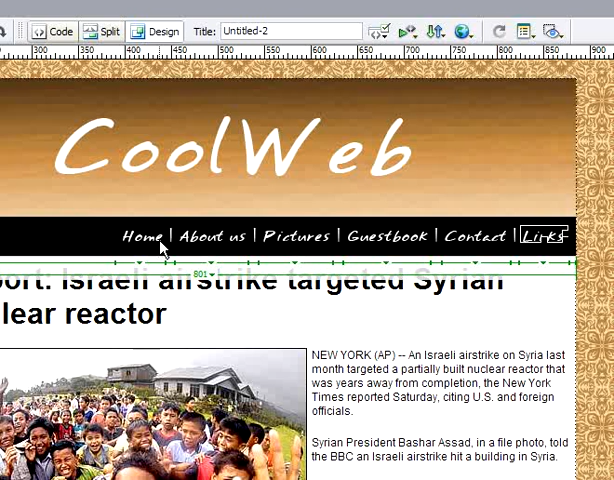 Code Split Design Title: Untitled-2
300 350 400 450 500 550 600 650 700 750 800 850 900
CoolWeb
Home | About us | Pictures | Guestbook | Contact | Links
801
ort: Israeli airstrike targeted Syrian
lear reactor
NEW YORK (AP) -- An Israeli airstrike on Syria last
month targeted a partially built nuclear reactor that
was years away from completion, the New York
Times reported Saturday, citing U.S. and foreign
officials.
Syrian President Bashar Assad, in a file photo, told
the BBC an Israeli airstrike hit a building in Syria.